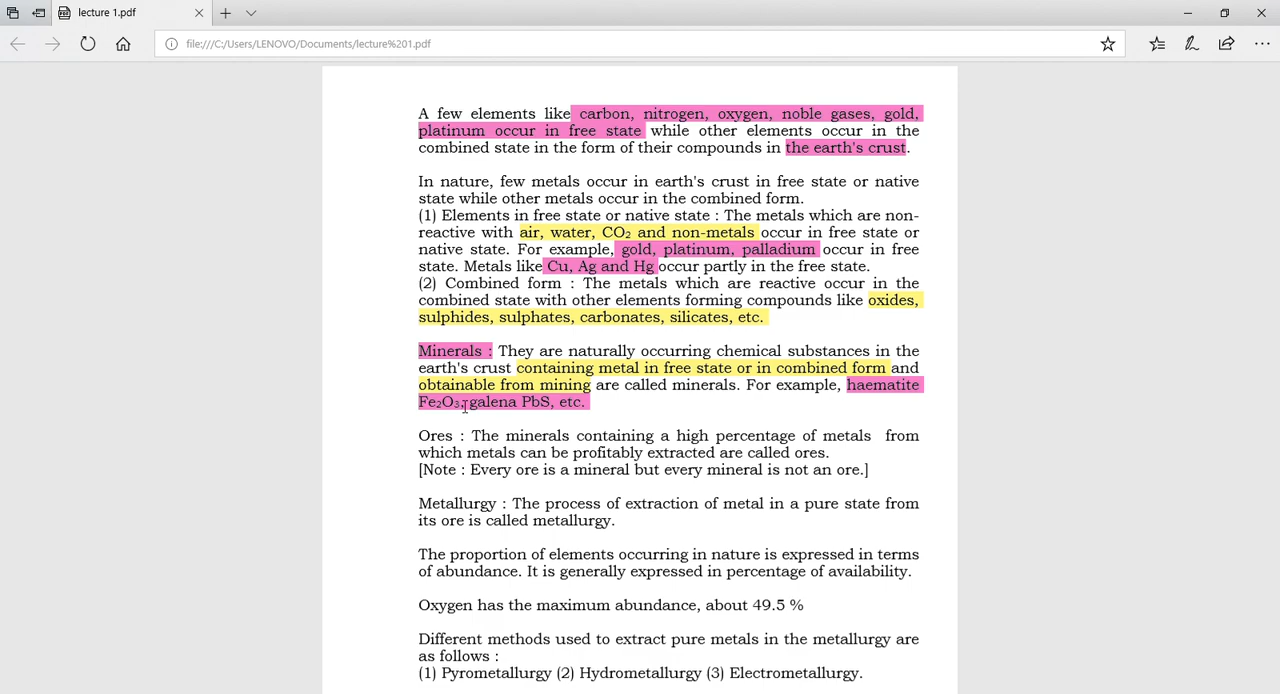 lecture 1.pdf
file:///C:/Users/LENOVO/Documents/lecture%201.pdf
A few elements like carbon, nitrogen, oxygen, noble gases, gold,
platinum occur in free state while other elements occur in the
combined state in the form of their compounds in the earth's crust.
In nature, few metals occur in earth's crust in free state or native
state while other metals occur in the combined form.
(1) Elements in free state or native state : The metals which are non-
reactive with air, water, CO₂ and non-metals occur in free state or
native state. For example, gold, platinum, palladium occur in free
state. Metals like Cu, Ag and Hg occur partly in the free state.
(2) Combined form : The metals which are reactive occur in the
combined state with other elements forming compounds like oxides,
sulphides, sulphates, carbonates, silicates, etc.
Minerals : They are naturally occurring chemical substances in the
earth's crust containing metal in free state or in combined form and
obtainable from mining are called minerals. For example, haematite
Fe₂O₃, galena PbS, etc.
Ores : The minerals containing a high percentage of metals from
which metals can be profitably extracted are called ores.
[Note : Every ore is a mineral but every mineral is not an ore.]
Metallurgy : The process of extraction of metal in a pure state from
its ore is called metallurgy.
The proportion of elements occurring in nature is expressed in terms
of abundance. It is generally expressed in percentage of availability.
Oxygen has the maximum abundance, about 49.5 %
Different methods used to extract pure metals in the metallurgy are
as follows :
(1) Pyrometallurgy (2) Hydrometallurgy (3) Electrometallurgy.